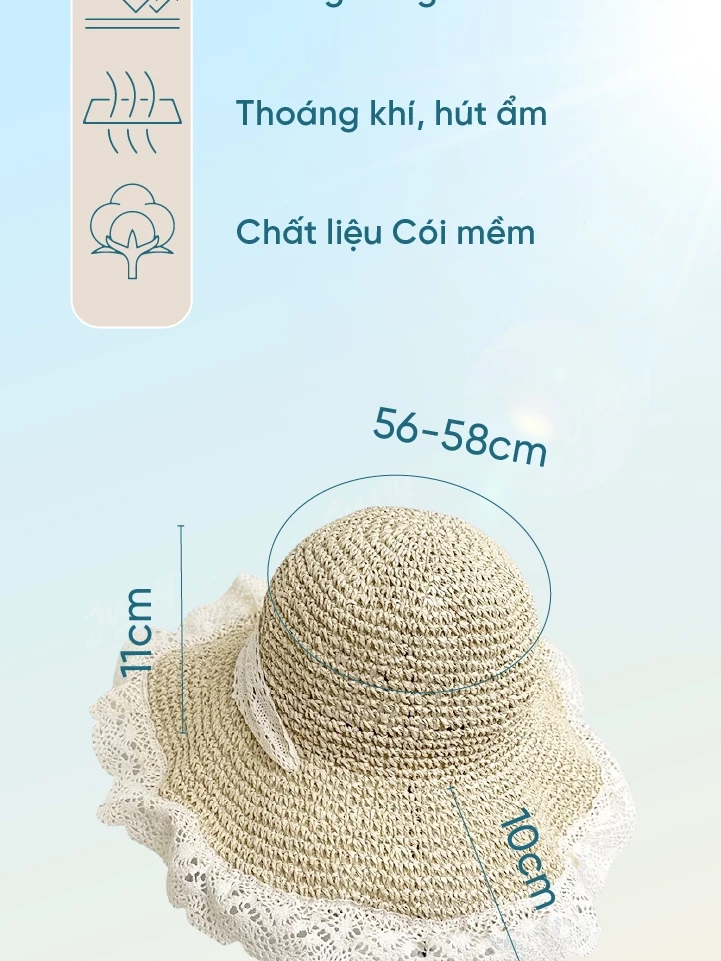 Thoáng khí, hút ẩm
Chất liệu Cói mềm
56-58cm
11cm
10cm